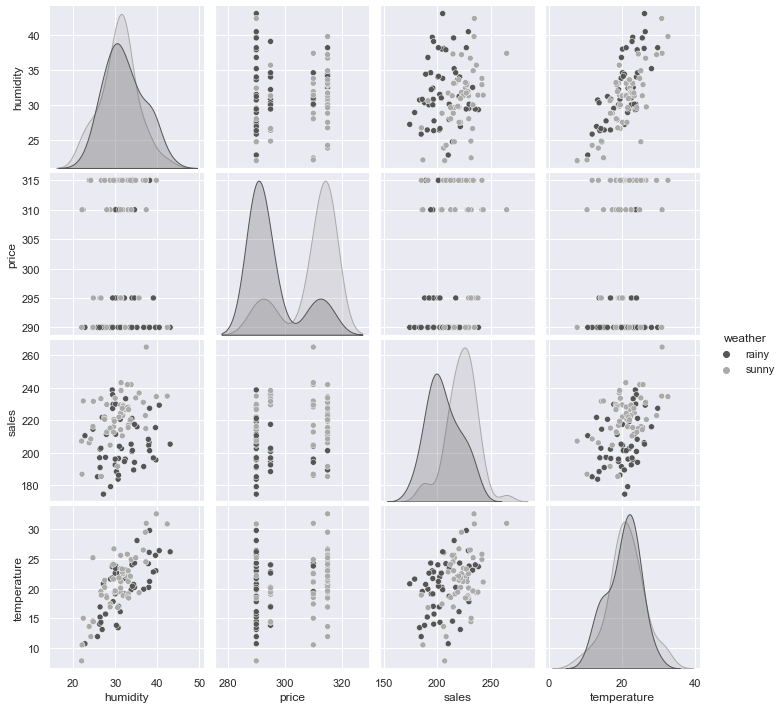 40
35
30
25
humidity
315
310
305
300
295
290
price
260
240
220
200
180
sales
30
25
20
15
10
temperature
20 30 40 50
humidity
280 300 320
price
150 200 250
sales
0 20 40
temperature
weather
rainy
sunny